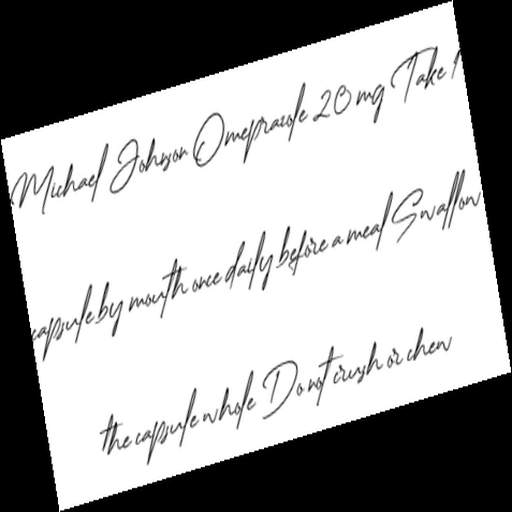 Michael Johnson Omeprazole 20 mg Take 1
capsule by mouth once daily before a meal Swallow
the capsule whole Do not crush or chew